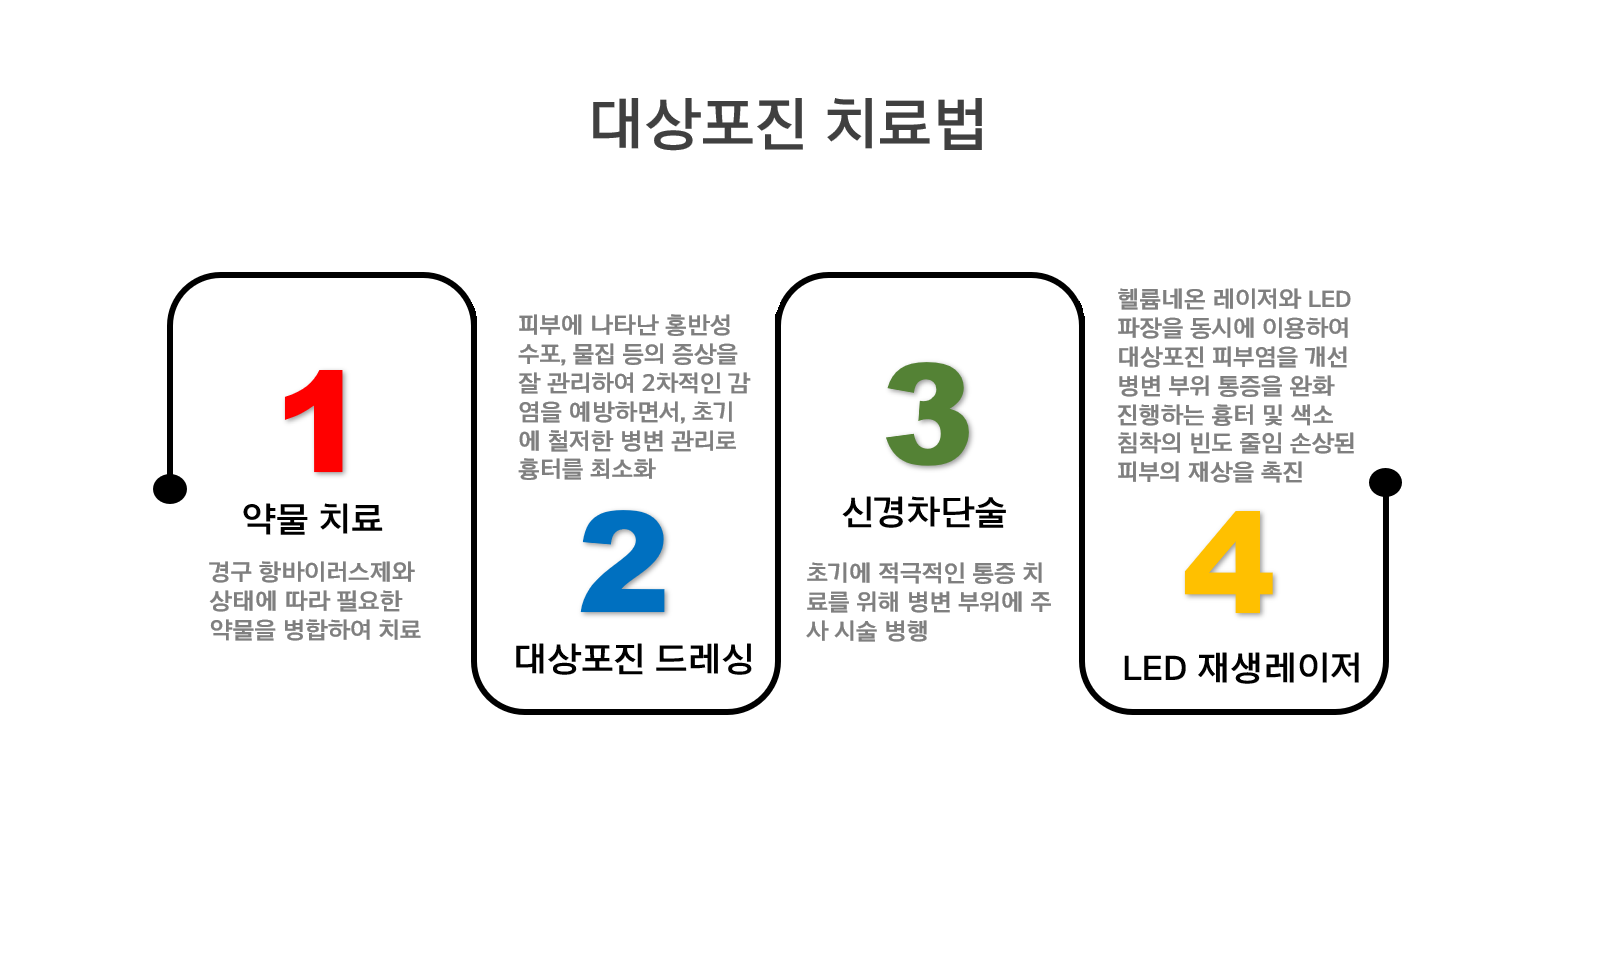 대상포진 치료법
1
약물 치료
경구 항바이러스제와
상태에 따라 필요한
약물을 병합하여 치료
피부에 나타난 홍반성
수포, 물집 등의 증상을
잘 관리하여 2차적인 감
염을 예방하면서, 초기
에 철저한 병변 관리로
흉터를 최소화
2
대상포진 드레싱
3
신경차단술
초기에 적극적인 통증 치
료를 위해 병변 부위에 주
사 시술 병행
헬륨네온 레이저와 LED
파장을 동시에 이용하여
대상포진 피부염을 개선
병변 부위 통증을 완화
진행하는 흉터 및 색소
침착의 빈도 줄임 손상된
피부의 재상을 촉진
4
LED 재생레이저